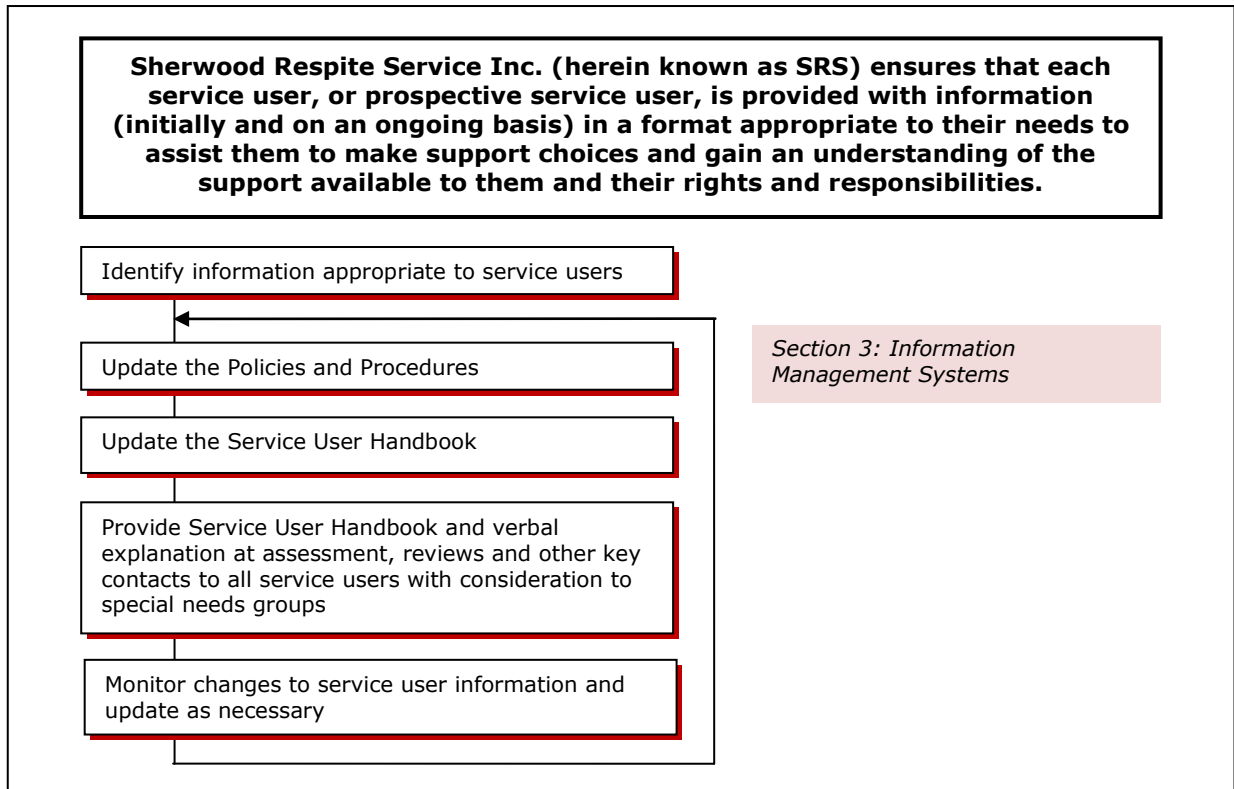 Sherwood Respite Service Inc. (herein known as SRS) ensures that each
service user, or prospective service user, is provided with information
(initially and on an ongoing basis) in a format appropriate to their needs to
assist them to make support choices and gain an understanding of the
support available to them and their rights and responsibilities.
Identify information appropriate to service users
Section 3: Information
Management Systems
Update the Policies and Procedures
Update the Service User Handbook
Provide Service User Handbook and verbal
explanation at assessment, reviews and other key
contacts to all service users with consideration to
special needs groups
Monitor changes to service user information and
update as necessary